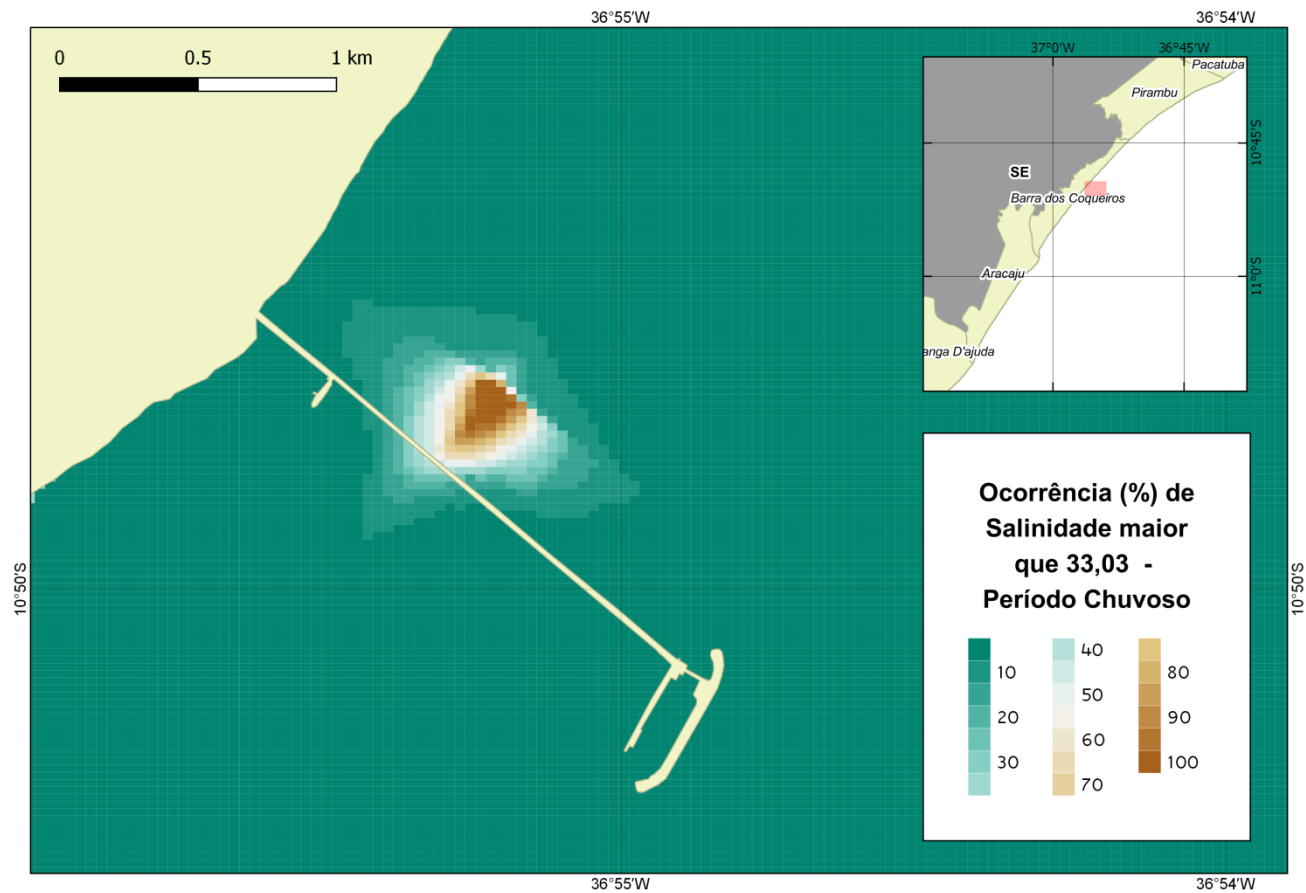 36°55'W
36°54'W
0 0.5 1 km
37°0'W
36°45'W
Pacatuba
Pirambu
10°45'S
SE
Barra dos Coqueiros
11°0'S
Aracaju
anga D'ajuda
Ocorrência (%) de
Salinidade maior
que 33,03 -
Período Chuvoso
10
20
30
40
50
60
70
80
90
100
10°50'S
10°50'S
36°55'W
36°54'W